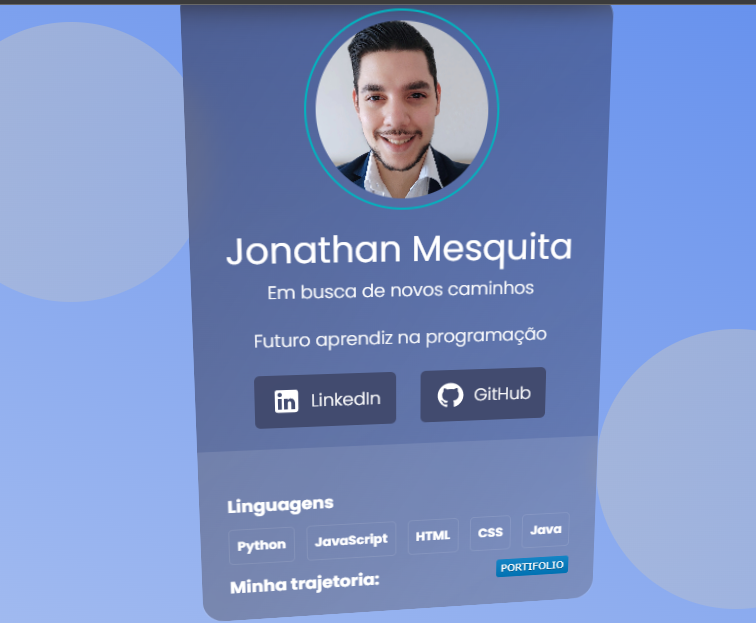 Jonathan Mesquita
Em busca de novos caminhos
Futuro aprendiz na programação
LinkedIn GitHub
Linguagens
Python JavaScript HTML CSS Java
PORTIFOLIO
Minha trajetoria: